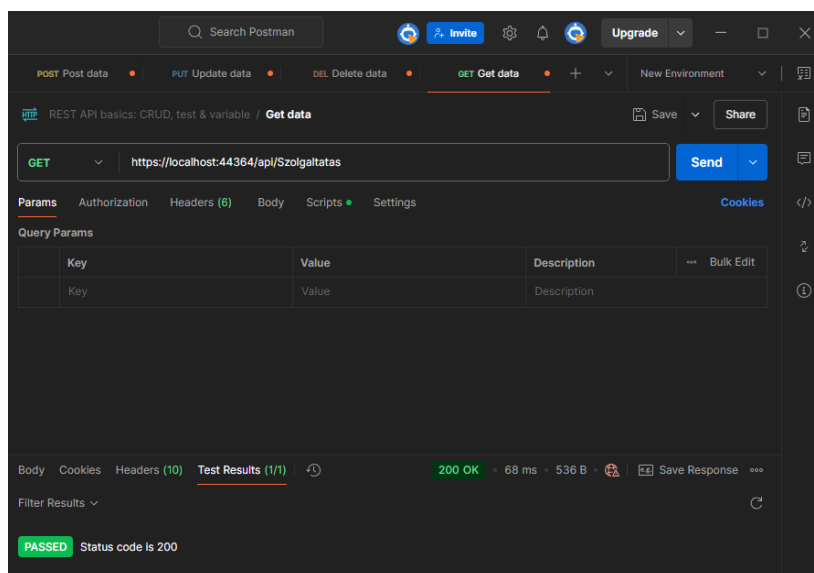 Search Postman Invite Upgrade
POST Post data PUT Update data DEL Delete data GET Get data New Environment
HTTP REST API basics: CRUD, test & variable / Get data Save Share
GET https://localhost:44364/api/Szolgaltatas Send
Params Authorization Headers (6) Body Scripts Settings Cookies
Query Params
Key Value Description Bulk Edit
Key Value Description
Body Cookies Headers (10) Test Results (1/1) 200 OK 68 ms 536 B e.g. Save Response
Filter Results
PASSED Status code is 200